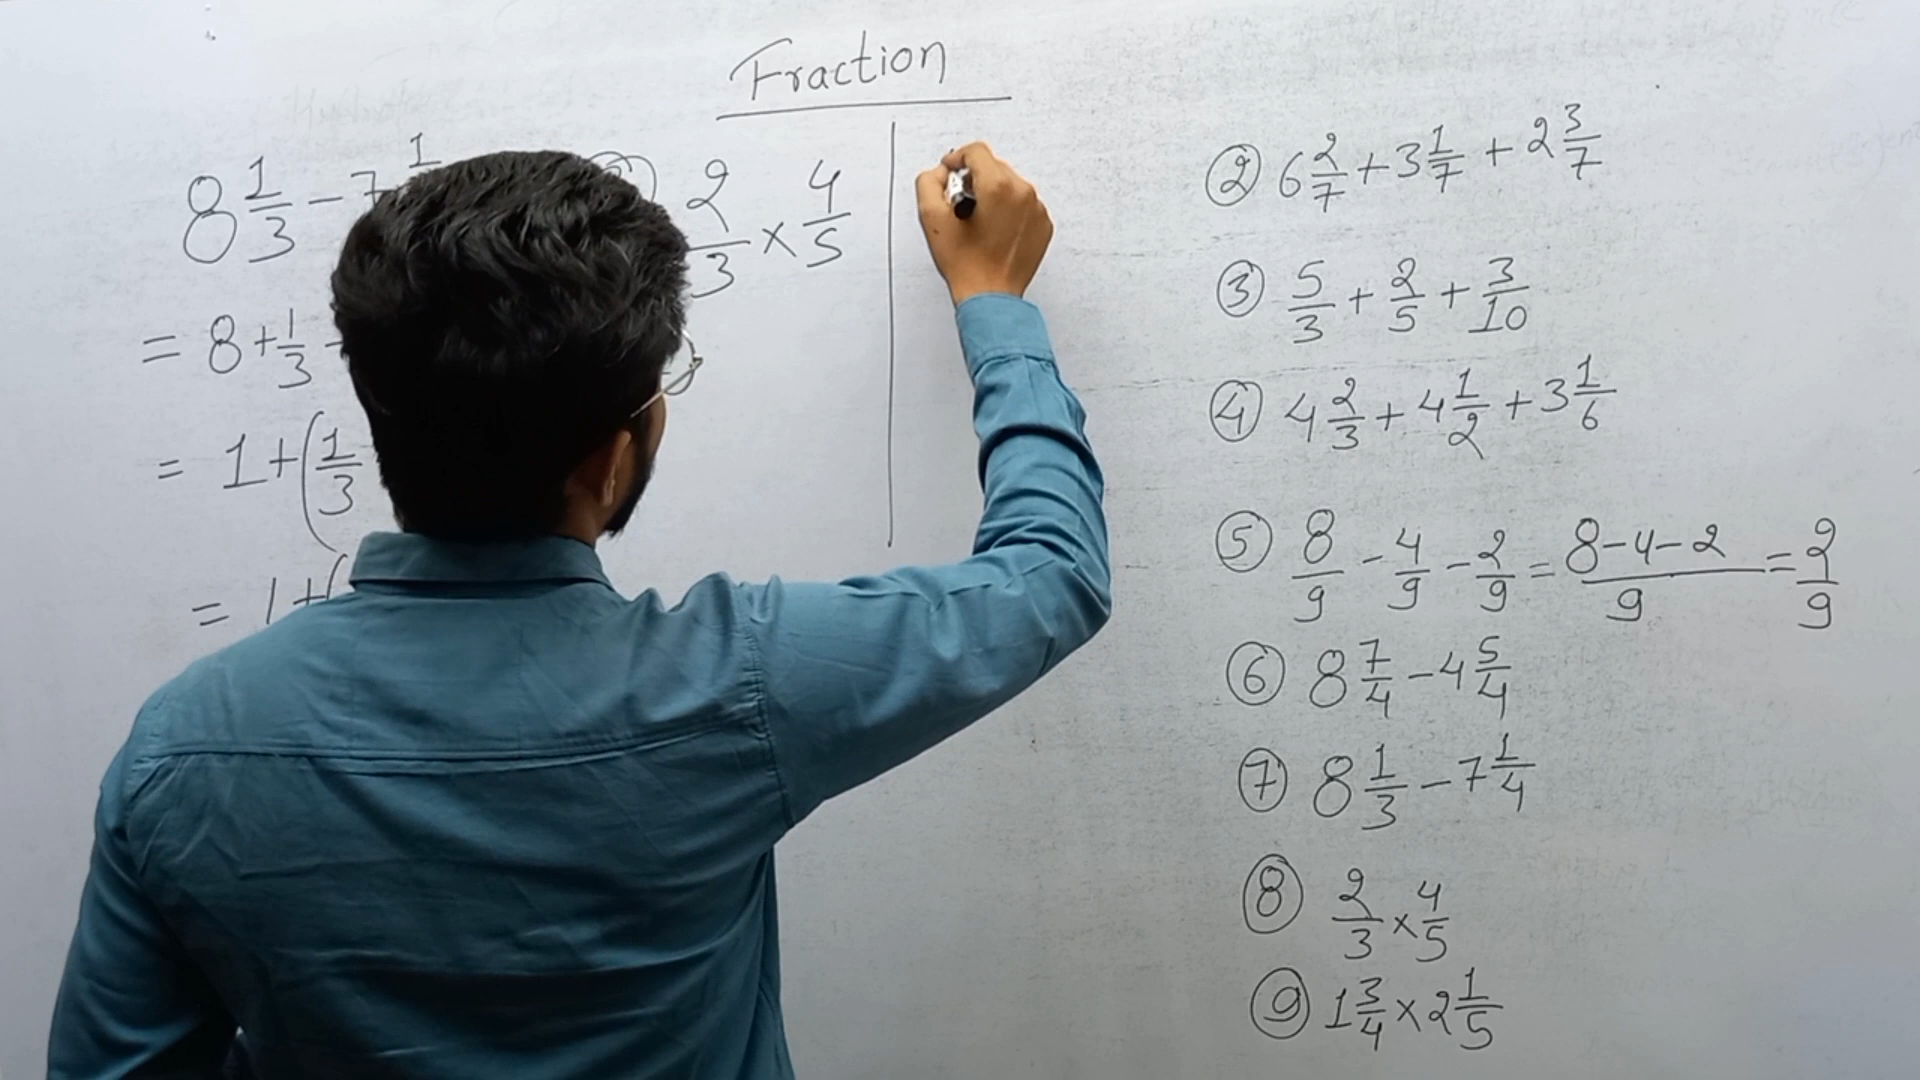 Fraction
8 1/3 - 7 1
= 8 + 1/3 -
= 1 + ( 1/3
= 1 + (
2/3 × 4/5
② 6 2/7 + 3 1/7 + 2 3/7
③ 5/3 + 2/5 + 3/10
④ 4 2/3 + 4 1/2 + 3 1/6
⑤ 8/9 - 4/9 - 2/9 = 8-4-2/9 = 2/9
⑥ 8 7/4 - 4 5/4
⑦ 8 1/3 - 7 1/4
⑧ 2/3 × 4/5
⑨ 1 3/4 × 2 1/5